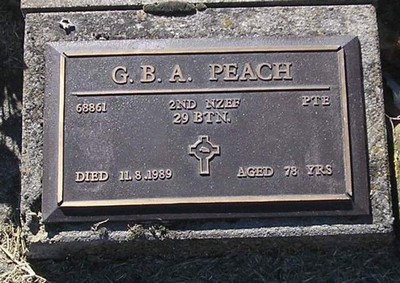 G. B. A. PEACH
68861 2ND NZEF PTE
29 BTN.
DIED 11.8.1989 AGED 78 YRS